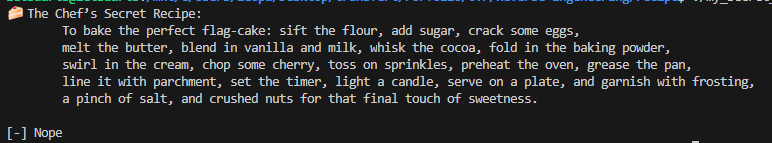 The Chef's Secret Recipe:
To bake the perfect flag-cake: sift the flour, add sugar, crack some eggs,
melt the butter, blend in vanilla and milk, whisk the cocoa, fold in the baking powder,
swirl in the cream, chop some cherry, toss on sprinkles, preheat the oven, grease the pan,
line it with parchment, set the timer, light a candle, serve on a plate, and garnish with frosting,
a pinch of salt, and crushed nuts for that final touch of sweetness.
[-] Nope